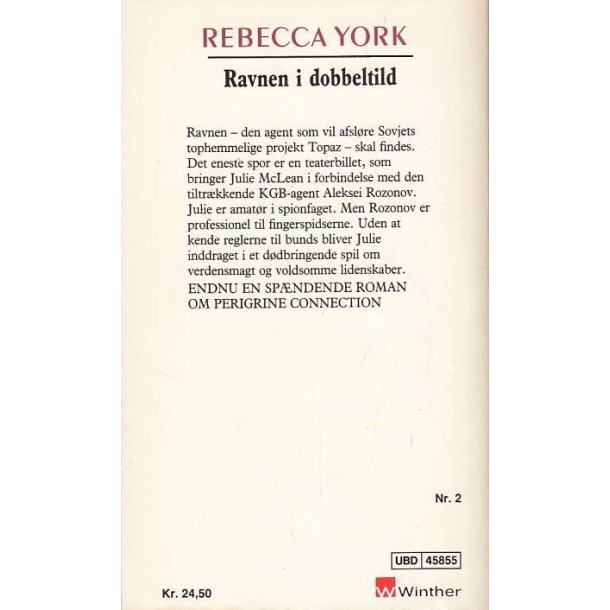 REBECCA YORK
Ravnen i dobbeltild
Ravnen – den agent som vil afsløre Sovjets
tophemmelige projekt Topaz – skal findes.
Det eneste spor er en teaterbillet, som
bringer Julie McLean i forbindelse med den
tiltrækkende KGB-agent Aleksei Rozonov.
Julie er amatør i spionfaget. Men Rozonov er
professionel til fingerspidserne. Uden at
kende reglerne til bunds bliver Julie
inddraget i et dødbringende spil om
verdensmagt og voldsomme lidenskaber.
ENDNU EN SPÆNDENDE ROMAN
OM PERIGRINE CONNECTION
Nr. 2
UBD 45855
Kr. 24,50
Winther